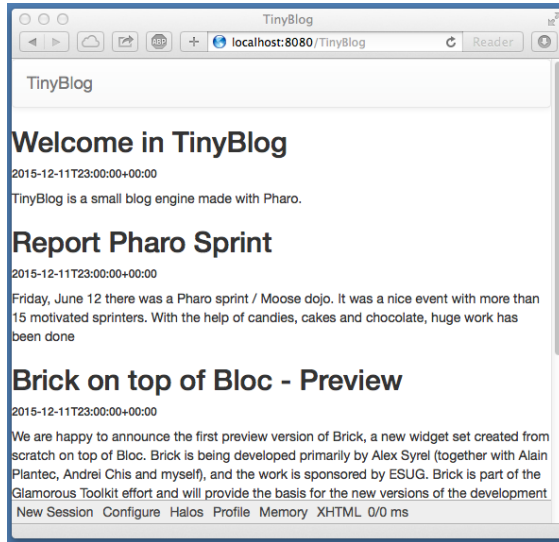 TinyBlog
ABP
localhost:8080/TinyBlog
Reader
TinyBlog
Welcome in TinyBlog
2015-12-11T23:00:00+00:00
TinyBlog is a small blog engine made with Pharo.
Report Pharo Sprint
2015-12-11T23:00:00+00:00
Friday, June 12 there was a Pharo sprint / Moose dojo. It was a nice event with more than
15 motivated sprinters. With the help of candies, cakes and chocolate, huge work has
been done
Brick on top of Bloc - Preview
2015-12-11T23:00:00+00:00
We are happy to announce the first preview version of Brick, a new widget set created from
scratch on top of Bloc. Brick is being developed primarily by Alex Syrel (together with Alain
Plantec, Andrei Chis and myself), and the work is sponsored by ESUG. Brick is part of the
Glamorous Toolkit effort and will provide the basis for the new versions of the development
New Session Configure Halos Profile Memory XHTML 0/0 ms